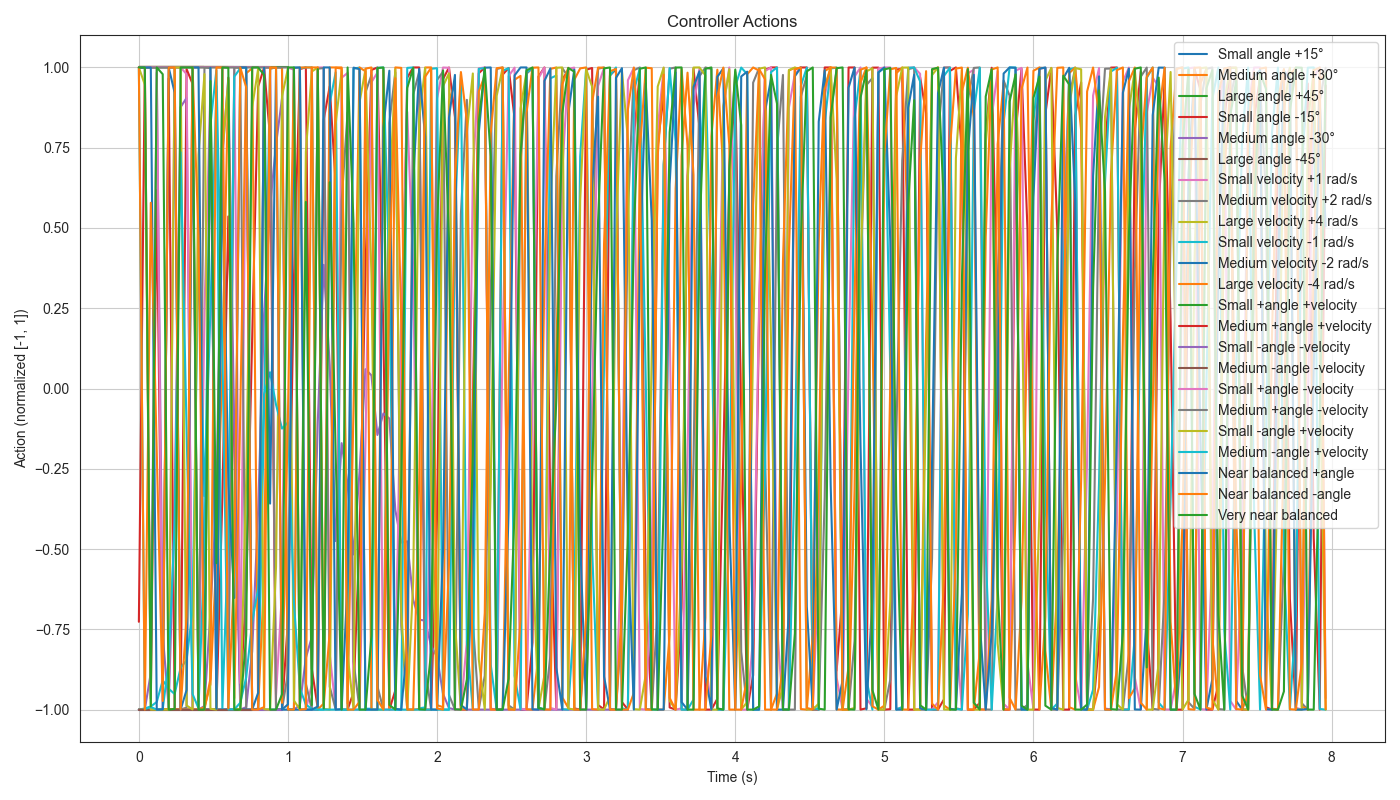 Controller Actions
1.00
0.75
0.50
0.25
0.00
−0.25
−0.50
−0.75
−1.00
Action (normalized [-1, 1])
0 1 2 3 4 5 6 7 8
Time (s)
Small angle +15°
Medium angle +30°
Large angle +45°
Small angle -15°
Medium angle -30°
Large angle -45°
Small velocity +1 rad/s
Medium velocity +2 rad/s
Large velocity +4 rad/s
Small velocity -1 rad/s
Medium velocity -2 rad/s
Large velocity -4 rad/s
Small +angle +velocity
Medium +angle +velocity
Small -angle -velocity
Medium -angle -velocity
Small +angle -velocity
Medium +angle -velocity
Small -angle +velocity
Medium -angle +velocity
Near balanced +angle
Near balanced -angle
Very near balanced